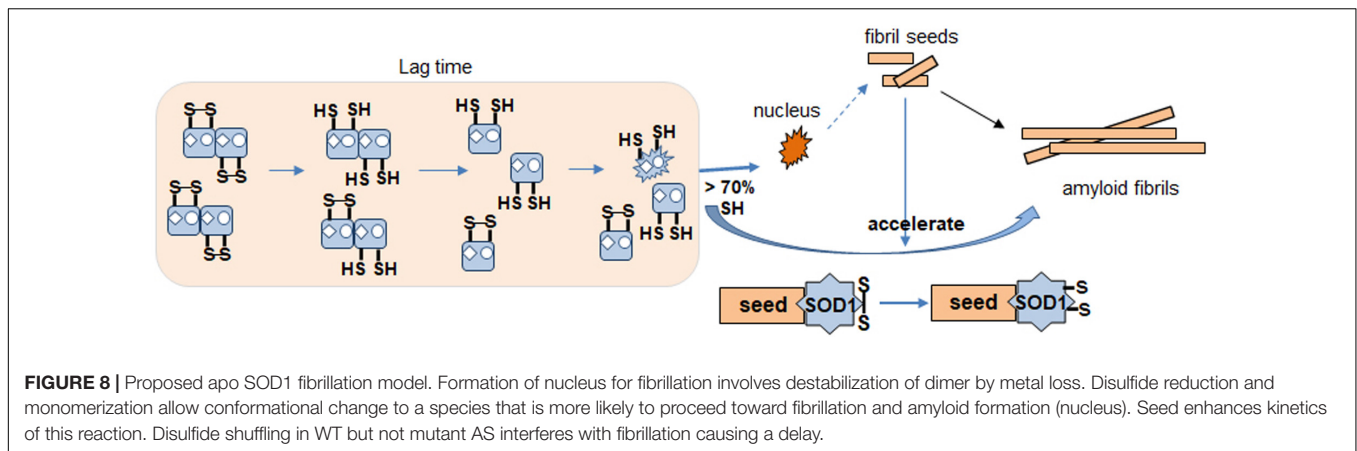 Lag time
S-S
S-S
S-S
S-S
HS SH
HS SH
S-S
HS SH
HS SH
HS SH
S-S
HS SH
HS SH
S-S
> 70%
SH
nucleus
fibril seeds
amyloid fibrils
accelerate
seed SOD1 S
S
seed SOD1 S
S
FIGURE 8 | Proposed apo SOD1 fibrillation model. Formation of nucleus for fibrillation involves destabilization of dimer by metal loss. Disulfide reduction and
monomerization allow conformational change to a species that is more likely to proceed toward fibrillation and amyloid formation (nucleus). Seed enhances kinetics
of this reaction. Disulfide shuffling in WT but not mutant AS interferes with fibrillation causing a delay.